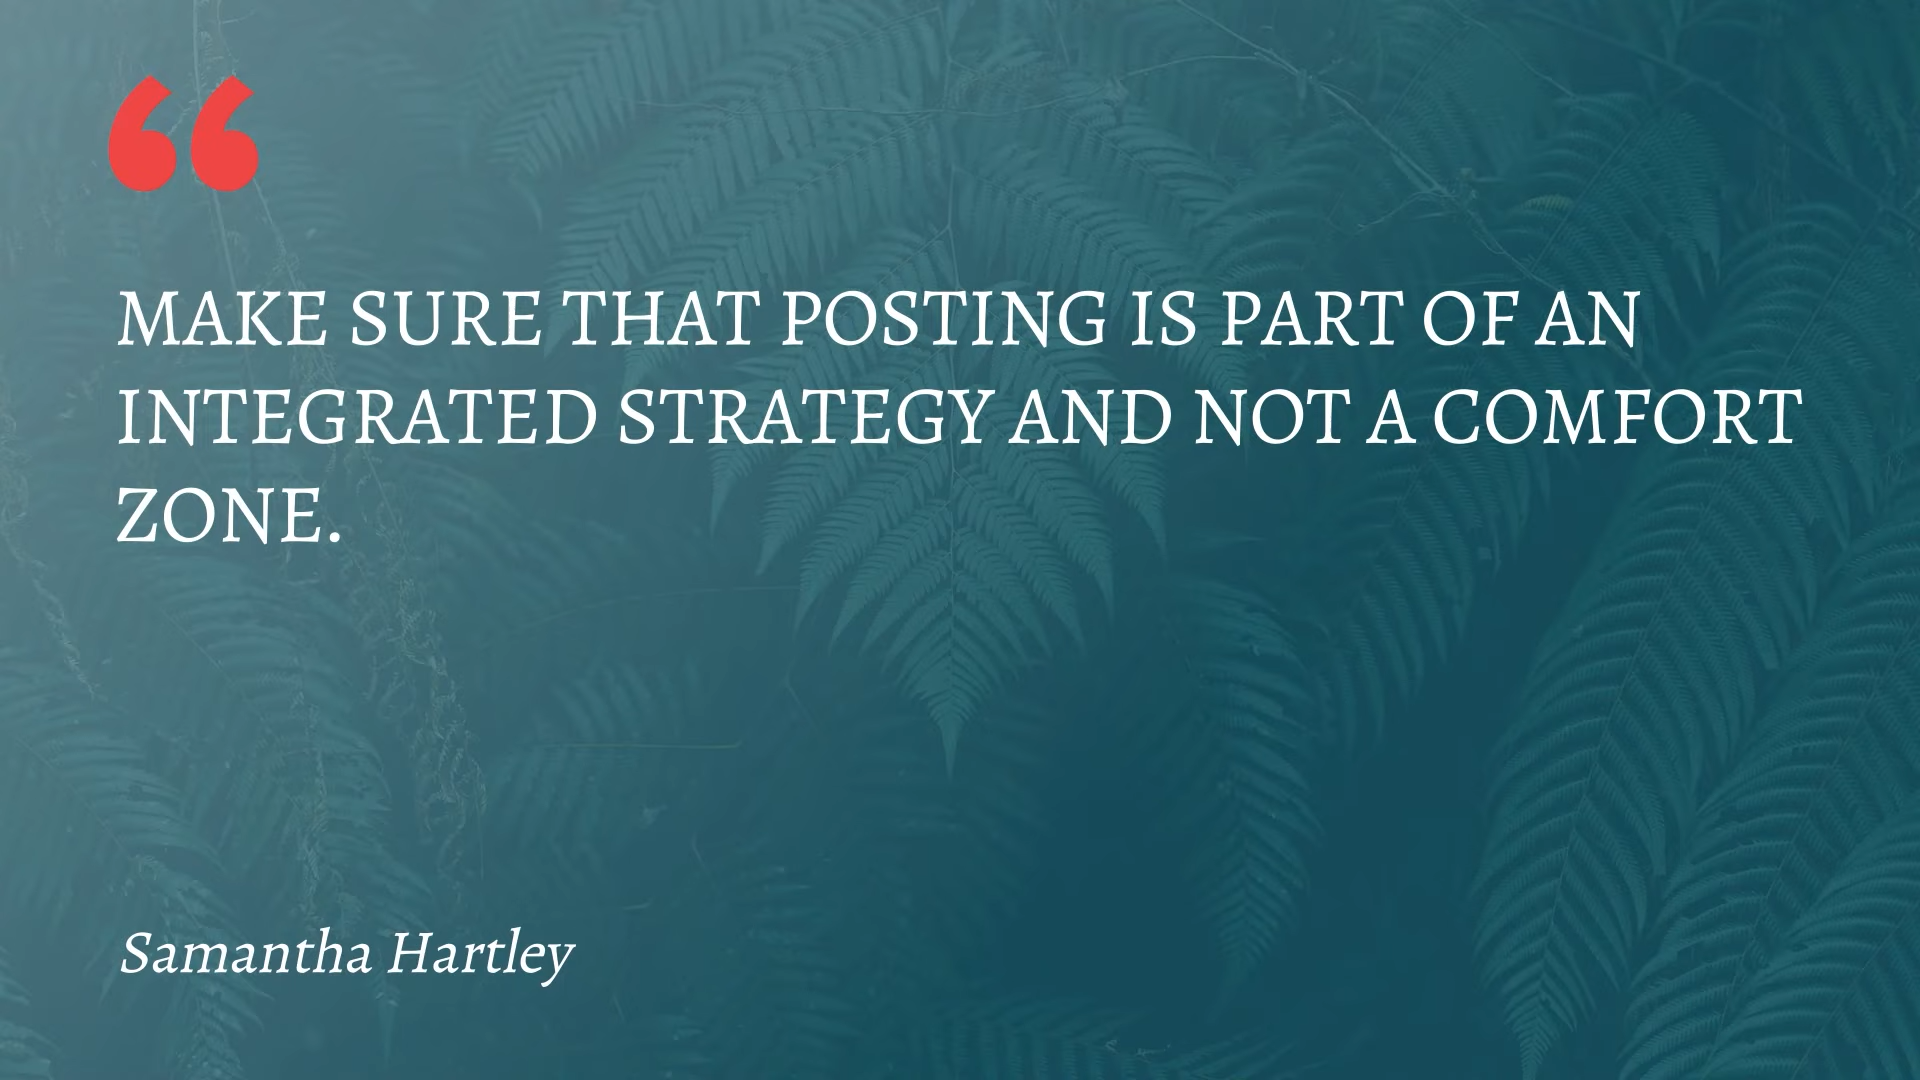 “
MAKE SURE THAT POSTING IS PART OF AN
INTEGRATED STRATEGY AND NOT A COMFORT
ZONE.
Samantha Hartley